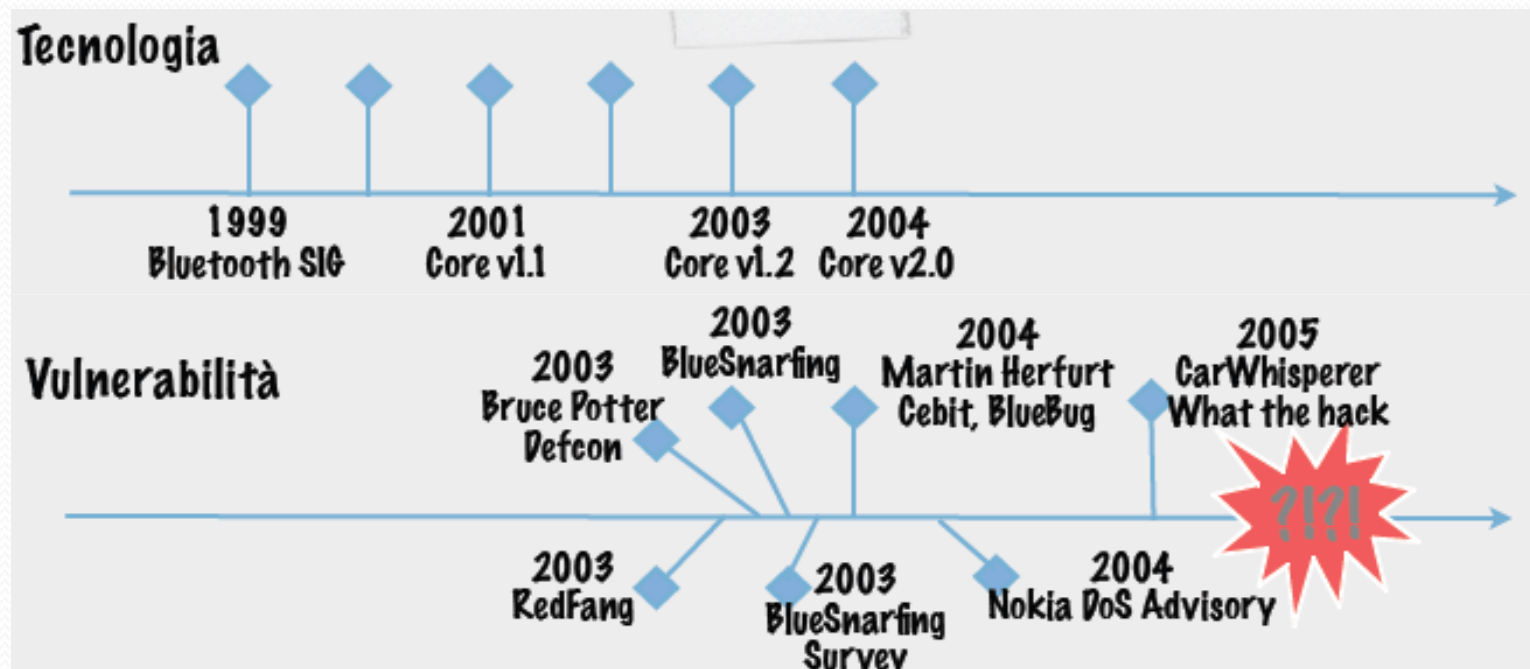 Tecnologia
1999
Bluetooth SIG
2001
Core v1.1
2003
Core v1.2
2004
Core v2.0
Vulnerabilità
2003
Bruce Potter
Defcon
2003
BlueSnarfing
2004
Martin Herfurt
Cebit, BlueBug
2005
CarWhisperer
What the hack
?!?!
2003
RedFang
2003
BlueSnarfing
Survey
2004
Nokia DoS Advisory